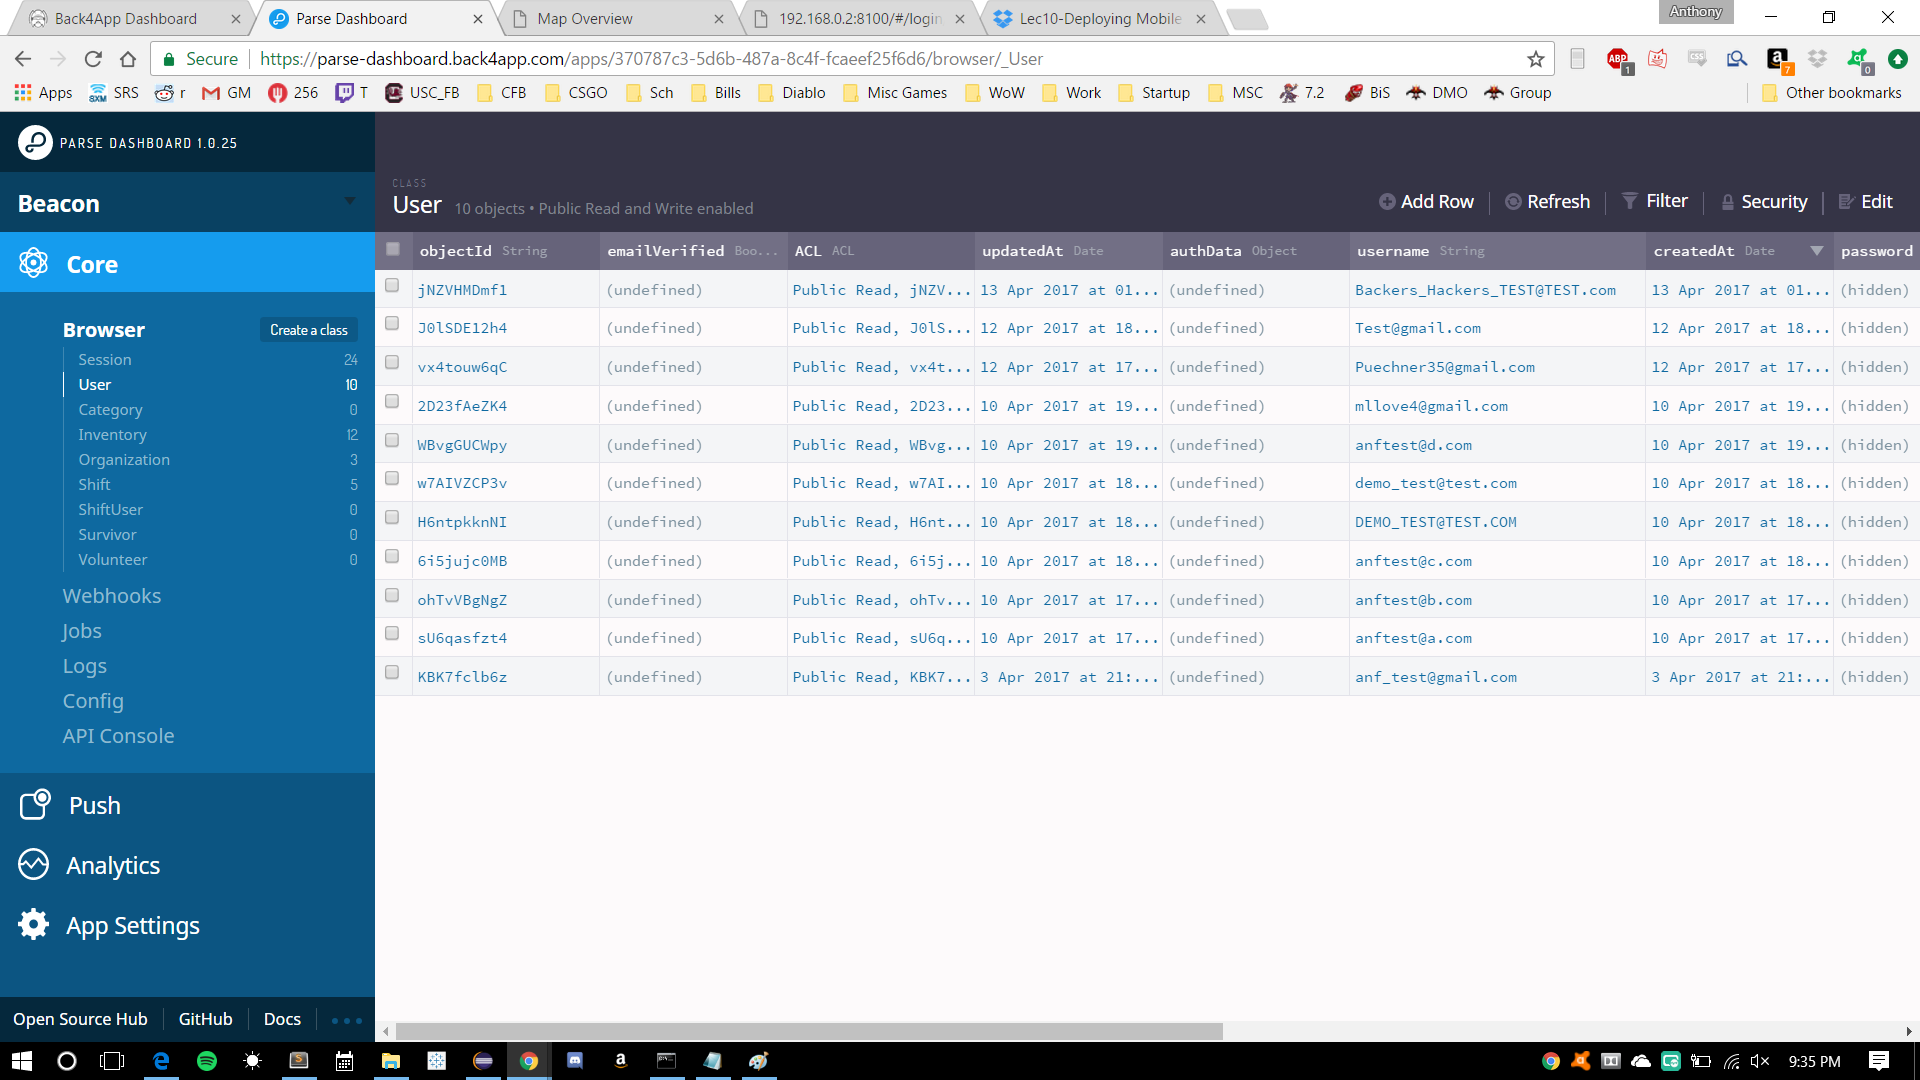 Anthony
Back4App Dashboard
Parse Dashboard
Map Overview
192.168.0.2:8100/#/login
Lec10-Deploying Mobile
Secure
https://parse-dashboard.back4app.com/apps/370787c3-5d6b-487a-8c4f-fcaeef25f6d6/browser/_User
ABP 1 CSS a 7 0
Apps SRS r GM 256 T USC_FB CFB CSGO Sch Bills Diablo Misc Games WoW Work Startup MSC 7.2 BiS DMO Group Other bookmarks
PARSE DASHBOARD 1.0.25
Beacon
Core
Browser Create a class
Session 24
User 10
Category 0
Inventory 12
Organization 3
Shift 5
ShiftUser 0
Survivor 0
Volunteer 0
Webhooks
Jobs
Logs
Config
API Console
Push
Analytics
App Settings
Open Source Hub GitHub Docs
CLASS
User 10 objects • Public Read and Write enabled
Add Row Refresh Filter Security Edit
objectId String emailVerified Boo... ACL ACL updatedAt Date authData Object username String createdAt Date password
jNZVHMDmf1 (undefined) Public Read, jNZV... 13 Apr 2017 at 01... (undefined) Backers_Hackers_TEST@TEST.com 13 Apr 2017 at 01... (hidden)
J0lSDE12h4 (undefined) Public Read, J0lS... 12 Apr 2017 at 18... (undefined) Test@gmail.com 12 Apr 2017 at 18... (hidden)
vx4touw6qC (undefined) Public Read, vx4t... 12 Apr 2017 at 17... (undefined) Puechner35@gmail.com 12 Apr 2017 at 17... (hidden)
2D23fAeZK4 (undefined) Public Read, 2D23... 10 Apr 2017 at 19... (undefined) mllove4@gmail.com 10 Apr 2017 at 19... (hidden)
WBvgGUCWpy (undefined) Public Read, WBvg... 10 Apr 2017 at 19... (undefined) anftest@d.com 10 Apr 2017 at 19... (hidden)
w7AIVZCP3v (undefined) Public Read, w7AI... 10 Apr 2017 at 18... (undefined) demo_test@test.com 10 Apr 2017 at 18... (hidden)
H6ntpkknNI (undefined) Public Read, H6nt... 10 Apr 2017 at 18... (undefined) DEMO_TEST@TEST.COM 10 Apr 2017 at 18... (hidden)
6i5jujc0MB (undefined) Public Read, 6i5j... 10 Apr 2017 at 18... (undefined) anftest@c.com 10 Apr 2017 at 18... (hidden)
ohTvVBgNgZ (undefined) Public Read, ohTv... 10 Apr 2017 at 17... (undefined) anftest@b.com 10 Apr 2017 at 17... (hidden)
sU6qasfzt4 (undefined) Public Read, sU6q... 10 Apr 2017 at 17... (undefined) anftest@a.com 10 Apr 2017 at 17... (hidden)
KBK7fclb6z (undefined) Public Read, KBK7... 3 Apr 2017 at 21:... (undefined) anf_test@gmail.com 3 Apr 2017 at 21:... (hidden)
9:35 PM